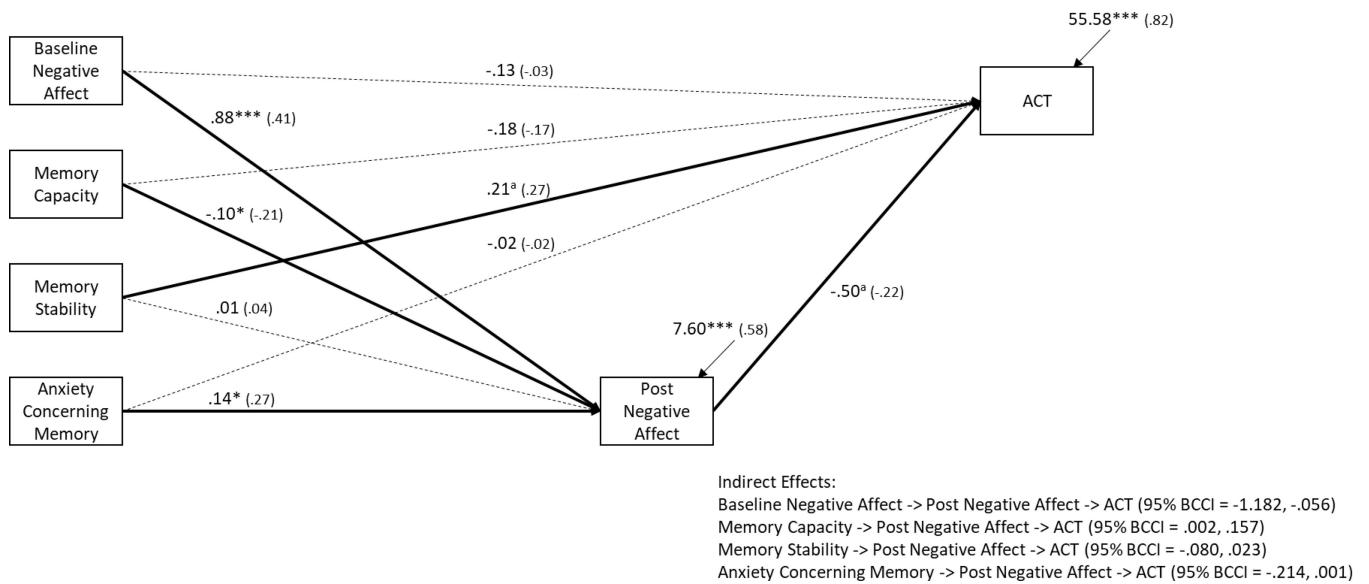 55.58*** (.82)
Baseline
Negative
Affect
-.13 (-.03)
ACT
.88*** (.41)
-.18 (-.17)
Memory
Capacity
.21ᵃ (.27)
-.10* (-.21)
-.02 (-.02)
Memory
Stability
.01 (.04)
-.50ᵃ (-.22)
7.60*** (.58)
Anxiety
Concerning
Memory
.14* (.27)
Post
Negative
Affect
Indirect Effects:
Baseline Negative Affect -> Post Negative Affect -> ACT (95% BCCI = -1.182, -.056)
Memory Capacity -> Post Negative Affect -> ACT (95% BCCI = .002, .157)
Memory Stability -> Post Negative Affect -> ACT (95% BCCI = -.080, .023)
Anxiety Concerning Memory -> Post Negative Affect -> ACT (95% BCCI = -.214, .001)